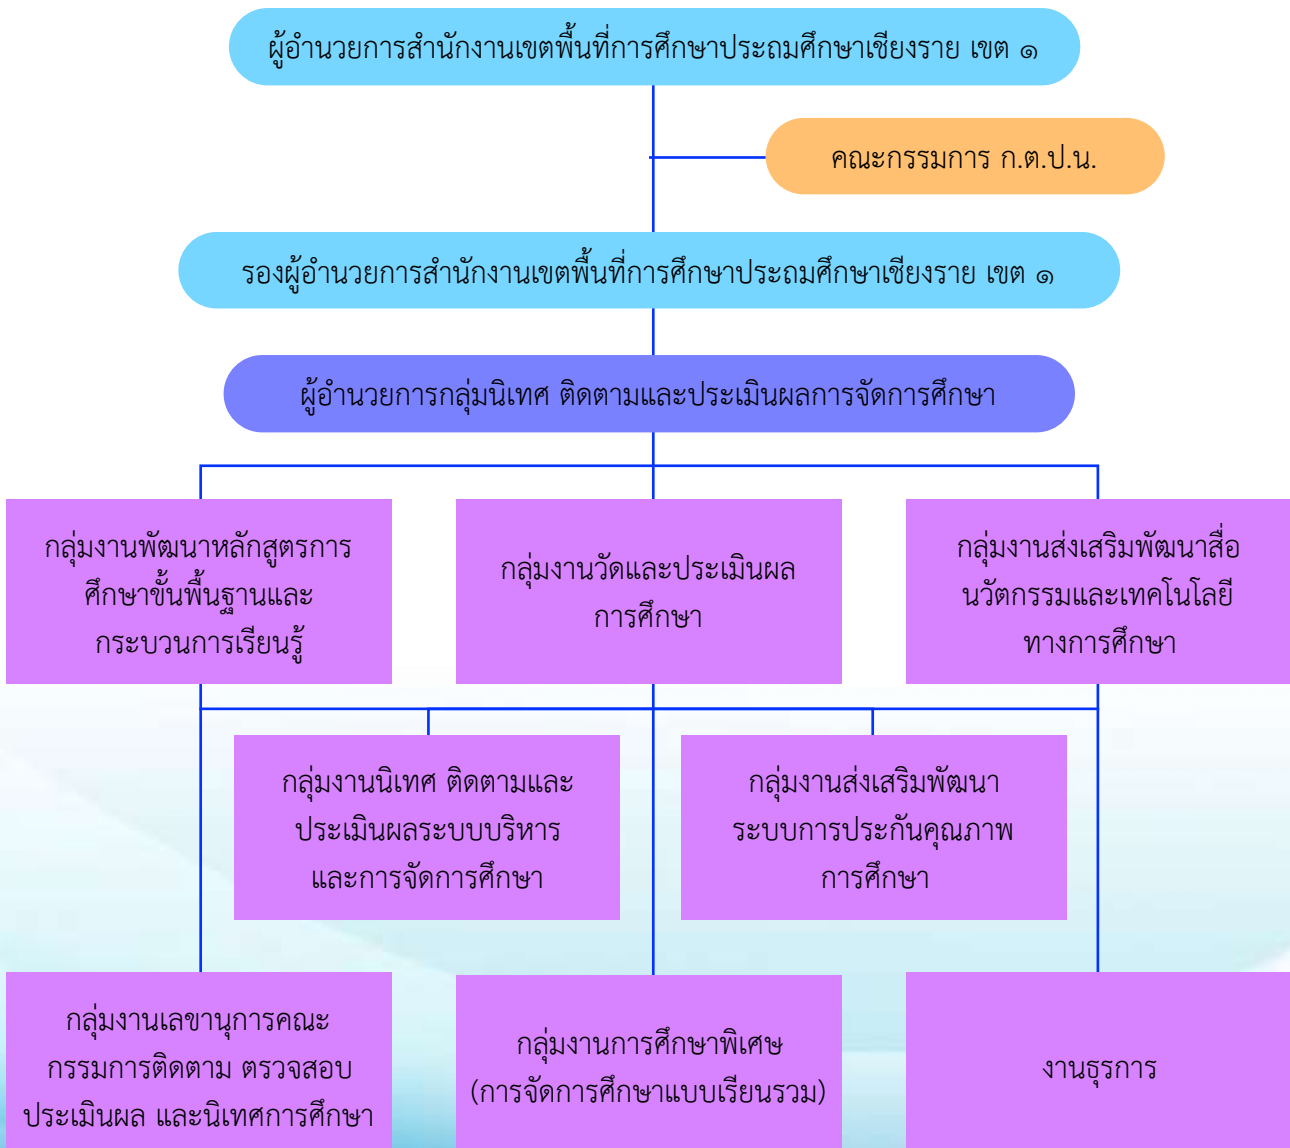 ผู้อำนวยการสำนักงานเขตพื้นที่การศึกษาประถมศึกษาเชียงราย เขต ๑
คณะกรรมการ ก.ต.ป.น.
รองผู้อำนวยการสำนักงานเขตพื้นที่การศึกษาประถมศึกษาเชียงราย เขต ๑
ผู้อำนวยการกลุ่มนิเทศ ติดตามและประเมินผลการจัดการศึกษา
กลุ่มงานพัฒนาหลักสูตรการ
ศึกษาขั้นพื้นฐานและ
กระบวนการเรียนรู้
กลุ่มงานวัดและประเมินผล
การศึกษา
กลุ่มงานส่งเสริมพัฒนาสื่อ
นวัตกรรมและเทคโนโลยี
ทางการศึกษา
กลุ่มงานนิเทศ ติดตามและ
ประเมินผลระบบบริหาร
และการจัดการศึกษา
กลุ่มงานส่งเสริมพัฒนา
ระบบการประกันคุณภาพ
การศึกษา
กลุ่มงานเลขานุการคณะ
กรรมการติดตาม ตรวจสอบ
ประเมินผล และนิเทศการศึกษา
กลุ่มงานการศึกษาพิเศษ
(การจัดการศึกษาแบบเรียนรวม)
งานธุรการ